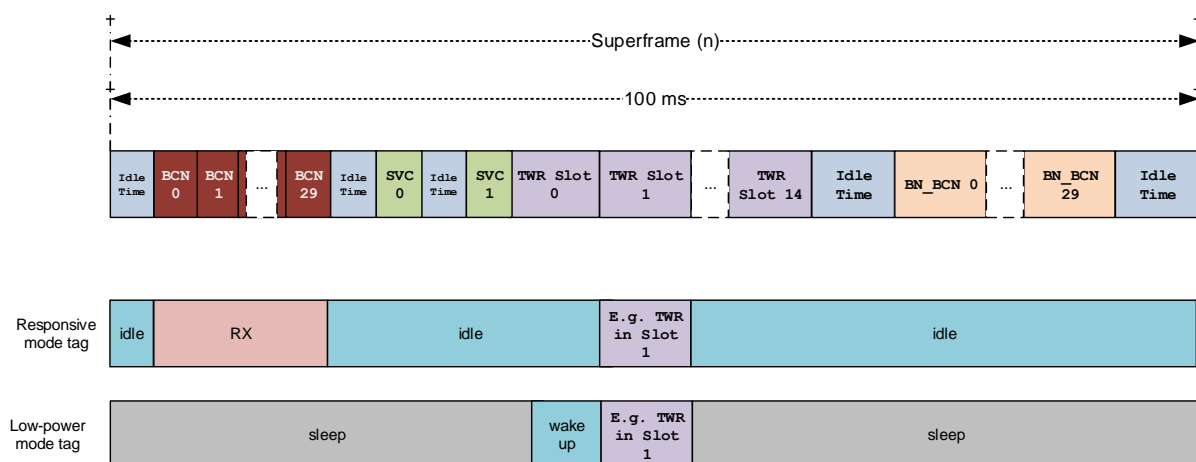 Superframe (n)
100 ms
Idle
Time
BCN
0
BCN
1
...
BCN
29
Idle
Time
SVC
0
Idle
Time
SVC
1
TWR Slot
0
TWR Slot
1
...
TWR
Slot 14
Idle
Time
BN_BCN 0
...
BN_BCN
29
Idle
Time
Responsive
mode tag
idle
RX
idle
E.g. TWR
in Slot
1
idle
Low-power
mode tag
sleep
wake
up
E.g. TWR
in Slot
1
sleep